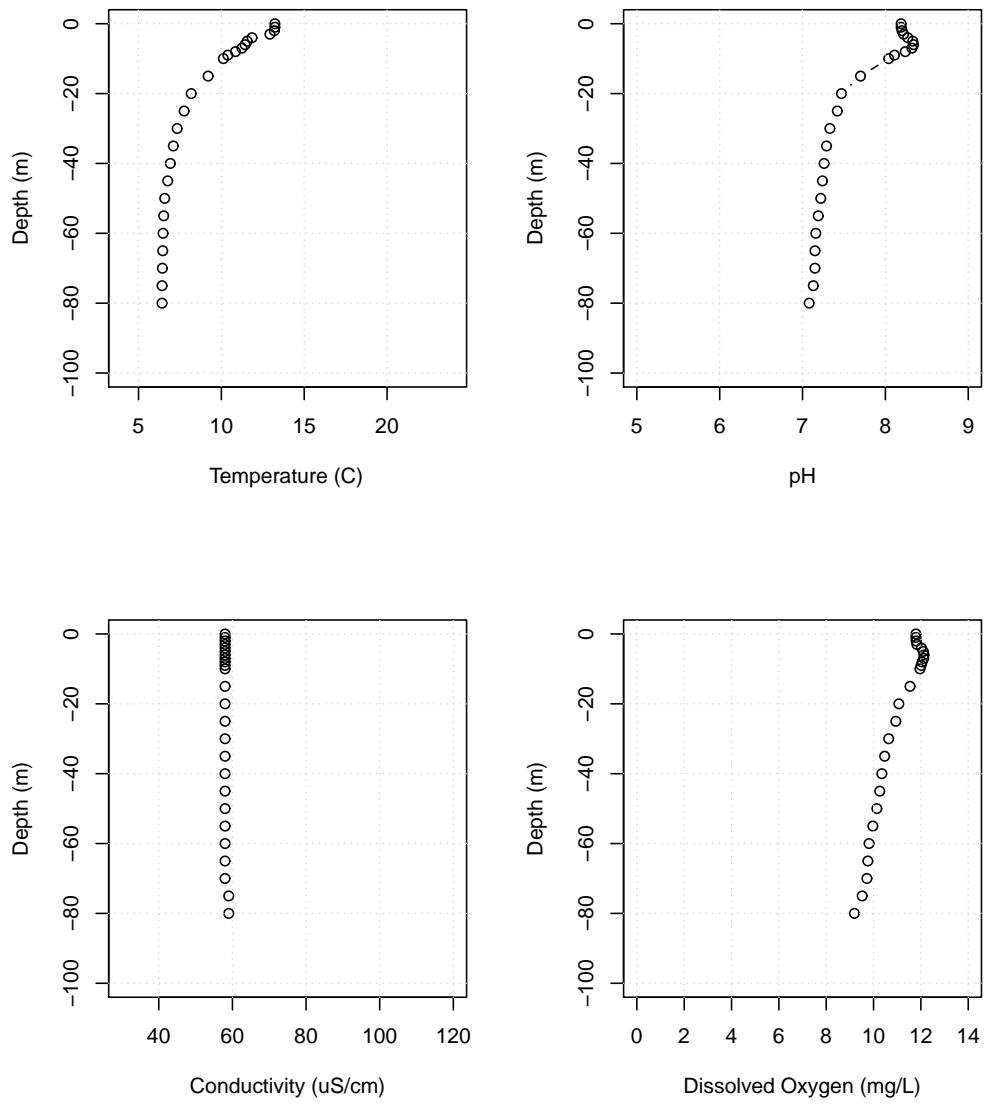 0
−20
−40
−60
−80
−100
Depth (m)
5 10 15 20
Temperature (C)
0
−20
−40
−60
−80
−100
Depth (m)
5 6 7 8 9
pH
0
−20
−40
−60
−80
−100
Depth (m)
40 60 80 100 120
Conductivity (uS/cm)
0
−20
−40
−60
−80
−100
Depth (m)
0 2 4 6 8 10 12 14
Dissolved Oxygen (mg/L)